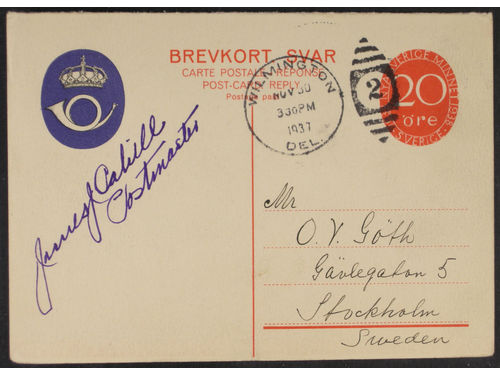 BREVKORT SVAR
CARTE POSTALE RÉPONSE
POST-CARD REPLY
WILMINGTON
NOV 30
330PM
1937
DEL.
2
SVERIGE MINNET
20
öre
James J Cahill
Postmaster
Mr
O. V. Göth
Gävlegatan 5
Stockholm
Sweden